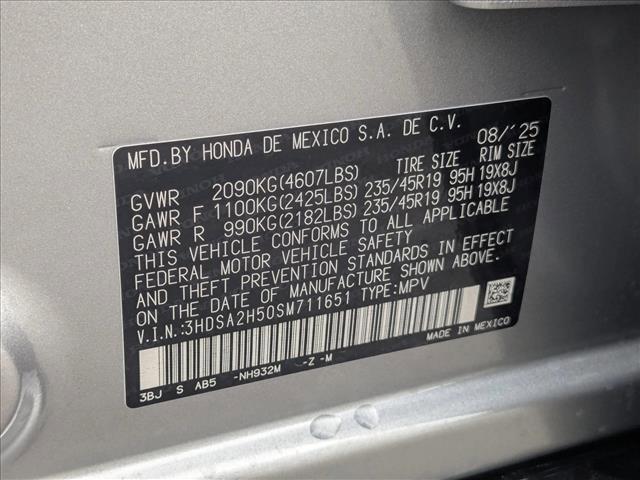 MFD.BY HONDA DE MEXICO S.A. DE C.V. 08/'25
GVWR 2090KG(4607LBS) TIRE SIZE RIM SIZE
GAWR F 1100KG(2425LBS) 235/45R19 95H 19X8J
GAWR R 990KG(2182LBS) 235/45R19 95H 19X8J
THIS VEHICLE CONFORMS TO ALL APPLICABLE
FEDERAL MOTOR VEHICLE SAFETY
AND THEFT PREVENTION STANDARDS IN EFFECT
ON THE DATE OF MANUFACTURE SHOWN ABOVE.
V.I.N.:3HDSA2H50SM711651 TYPE:MPV
MADE IN MEXICO
3BJ S AB5 -NH932M -Z -M